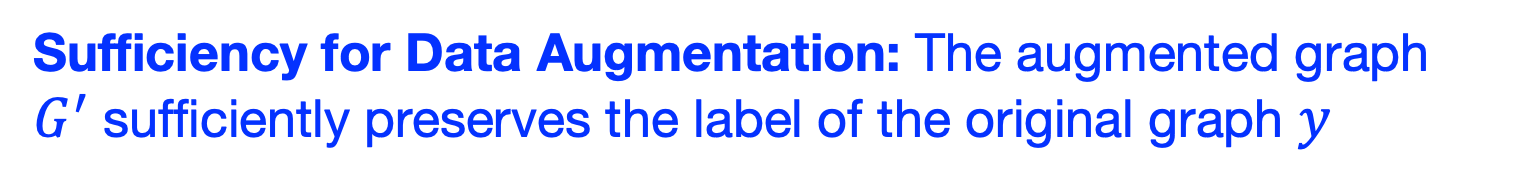 Sufficiency for Data Augmentation: The augmented graph
G′ sufficiently preserves the label of the original graph y